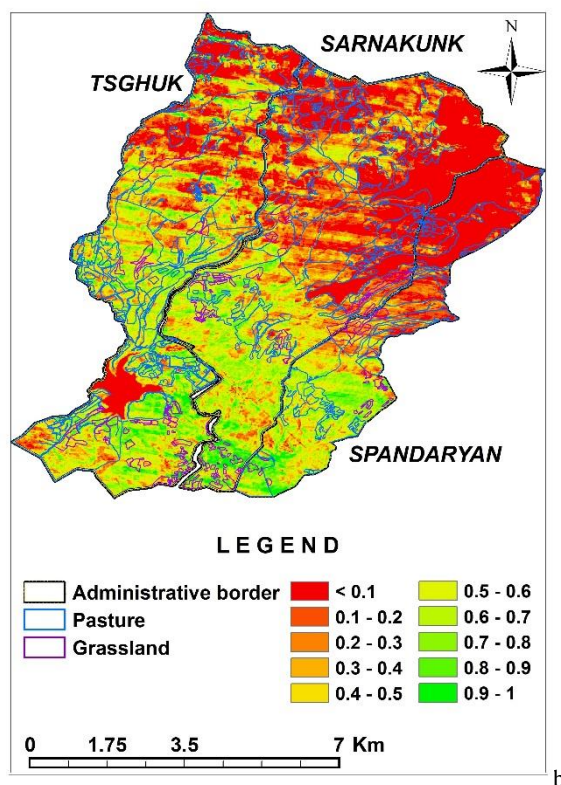 SARNAKUNK
N
TSGHUK
SPANDARYAN
LEGEND
Administrative border
Pasture
Grassland
< 0.1
0.1 - 0.2
0.2 - 0.3
0.3 - 0.4
0.4 - 0.5
0.5 - 0.6
0.6 - 0.7
0.7 - 0.8
0.8 - 0.9
0.9 - 1
0 1.75 3.5 7 Km